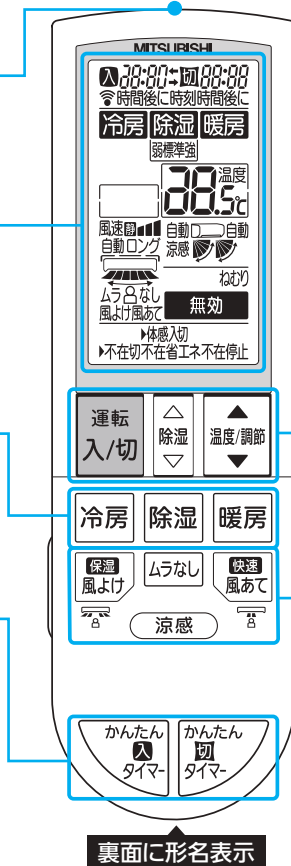 MITSUBISHI
入88:88⇆切88:88
時間後に時刻時間後に
冷房 除湿 暖房
弱標準強
温度
38.5℃
風速静 自動 自動
自動ロング 涼感
ねむり
ムラなし
風よけ風あて 無効
▶体感入切
▶不在切不在省エネ不在停止
運転
入/切
△
除湿
▽
▲
温度/調節
▼
冷房 除湿 暖房
保湿
風よけ
ムラなし
快速
風あて
涼感
かんたん
入
タイマー
かんたん
切
タイマー
裏面に形名表示